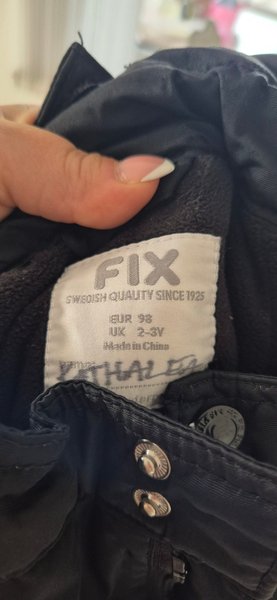 FIX
SWEDISH QUALITY SINCE 1925
EUR 98
UK 2-3Y
Made in China